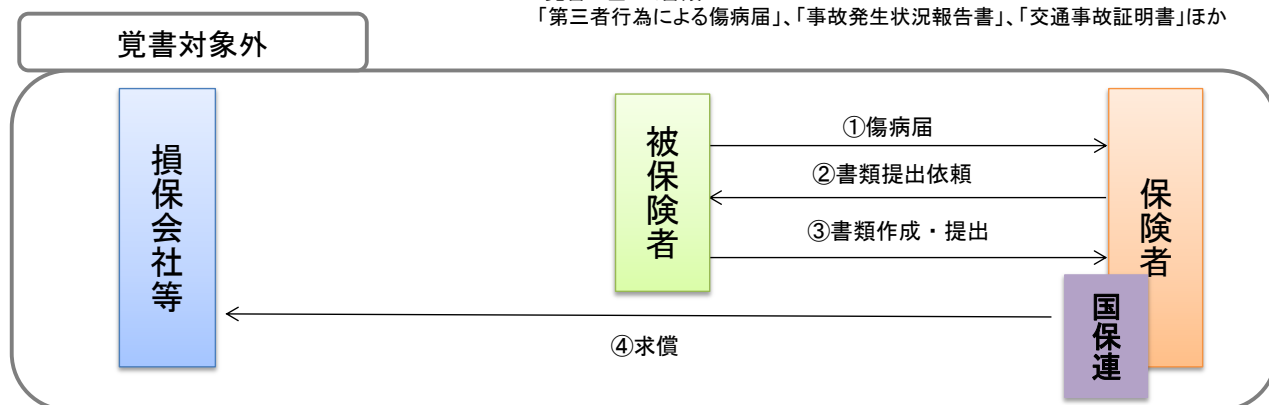 「第三者行為による傷病届」、「事故発生状況報告書」、「交通事故証明書」ほか
覚書対象外
損保会社等
被保険者
①傷病届
②書類提出依頼
③書類作成・提出
保険者
国保連
④求償